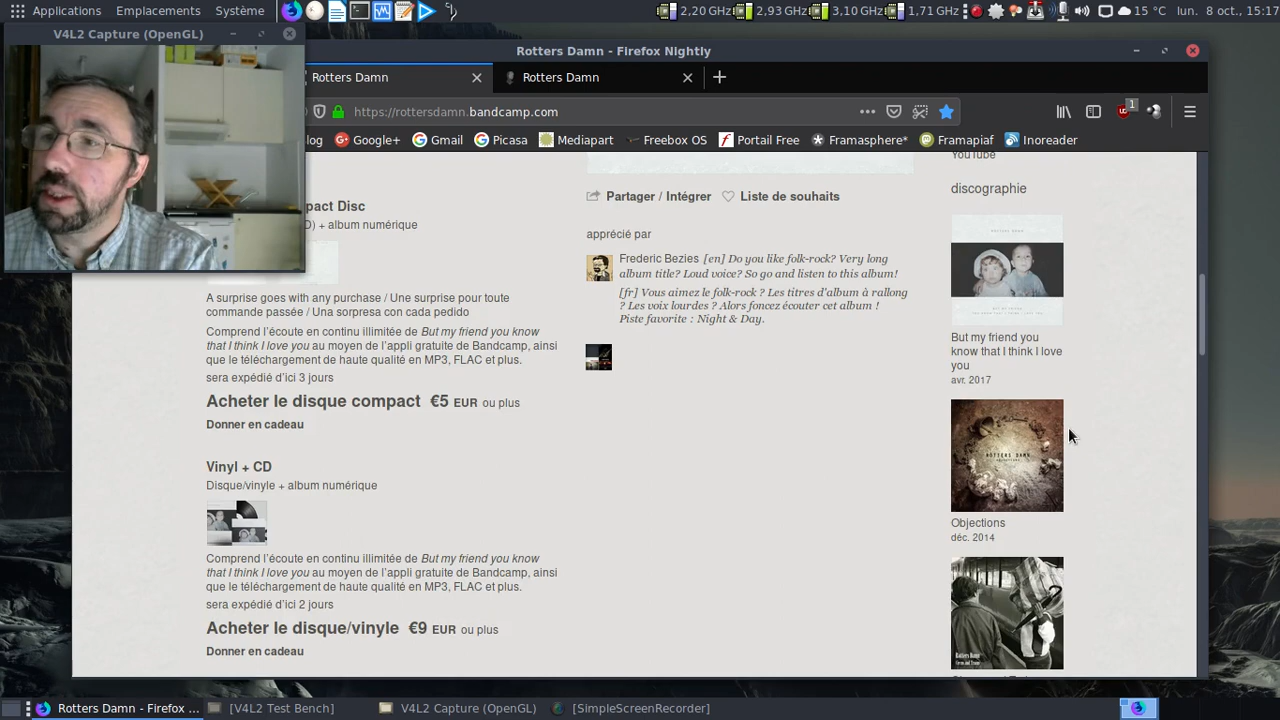 Applications Emplacements Système
2,20 GHz 2,93 GHz 3,10 GHz 1,71 GHz 15 °C lun. 8 oct., 15:17
V4L2 Capture (OpenGL)
Rotters Damn - Firefox Nightly
Rotters Damn
Rotters Damn
https://rottersdamn.bandcamp.com
1
log Google+ Gmail Picasa Mediapart Freebox OS Portail Free Framasphere* Framapiaf Inoreader
pact Disc
D) + album numérique
A surprise goes with any purchase / Une surprise pour toute
commande passée / Una sorpresa con cada pedido
Comprend l'écoute en continu illimitée de But my friend you know
that I think I love you au moyen de l'appli gratuite de Bandcamp, ainsi
que le téléchargement de haute qualité en MP3, FLAC et plus.
sera expédié d'ici 3 jours
Acheter le disque compact €5 EUR ou plus
Donner en cadeau
Vinyl + CD
Disque/vinyle + album numérique
Comprend l'écoute en continu illimitée de But my friend you know
that I think I love you au moyen de l'appli gratuite de Bandcamp, ainsi
que le téléchargement de haute qualité en MP3, FLAC et plus.
sera expédié d'ici 2 jours
Acheter le disque/vinyle €9 EUR ou plus
Donner en cadeau
Partager / Intégrer Liste de souhaits
apprécié par
Frederic Bezies [en] Do you like folk-rock? Very long
album title? Loud voice? So go and listen to this album!
[fr] Vous aimez le folk-rock ? Les titres d'album à rallong
? Les voix lourdes ? Alors foncez écouter cet album !
Piste favorite : Night & Day.
YouTube
discographie
ROTTERS DAMN
But my friend you
know that I think I love
you
avr. 2017
ROTTERS DAMN
OBJECTIONS
Objections
déc. 2014
Rotters Damn
Rotters Damn - Firefox ... [V4L2 Test Bench] V4L2 Capture (OpenGL) [SimpleScreenRecorder]